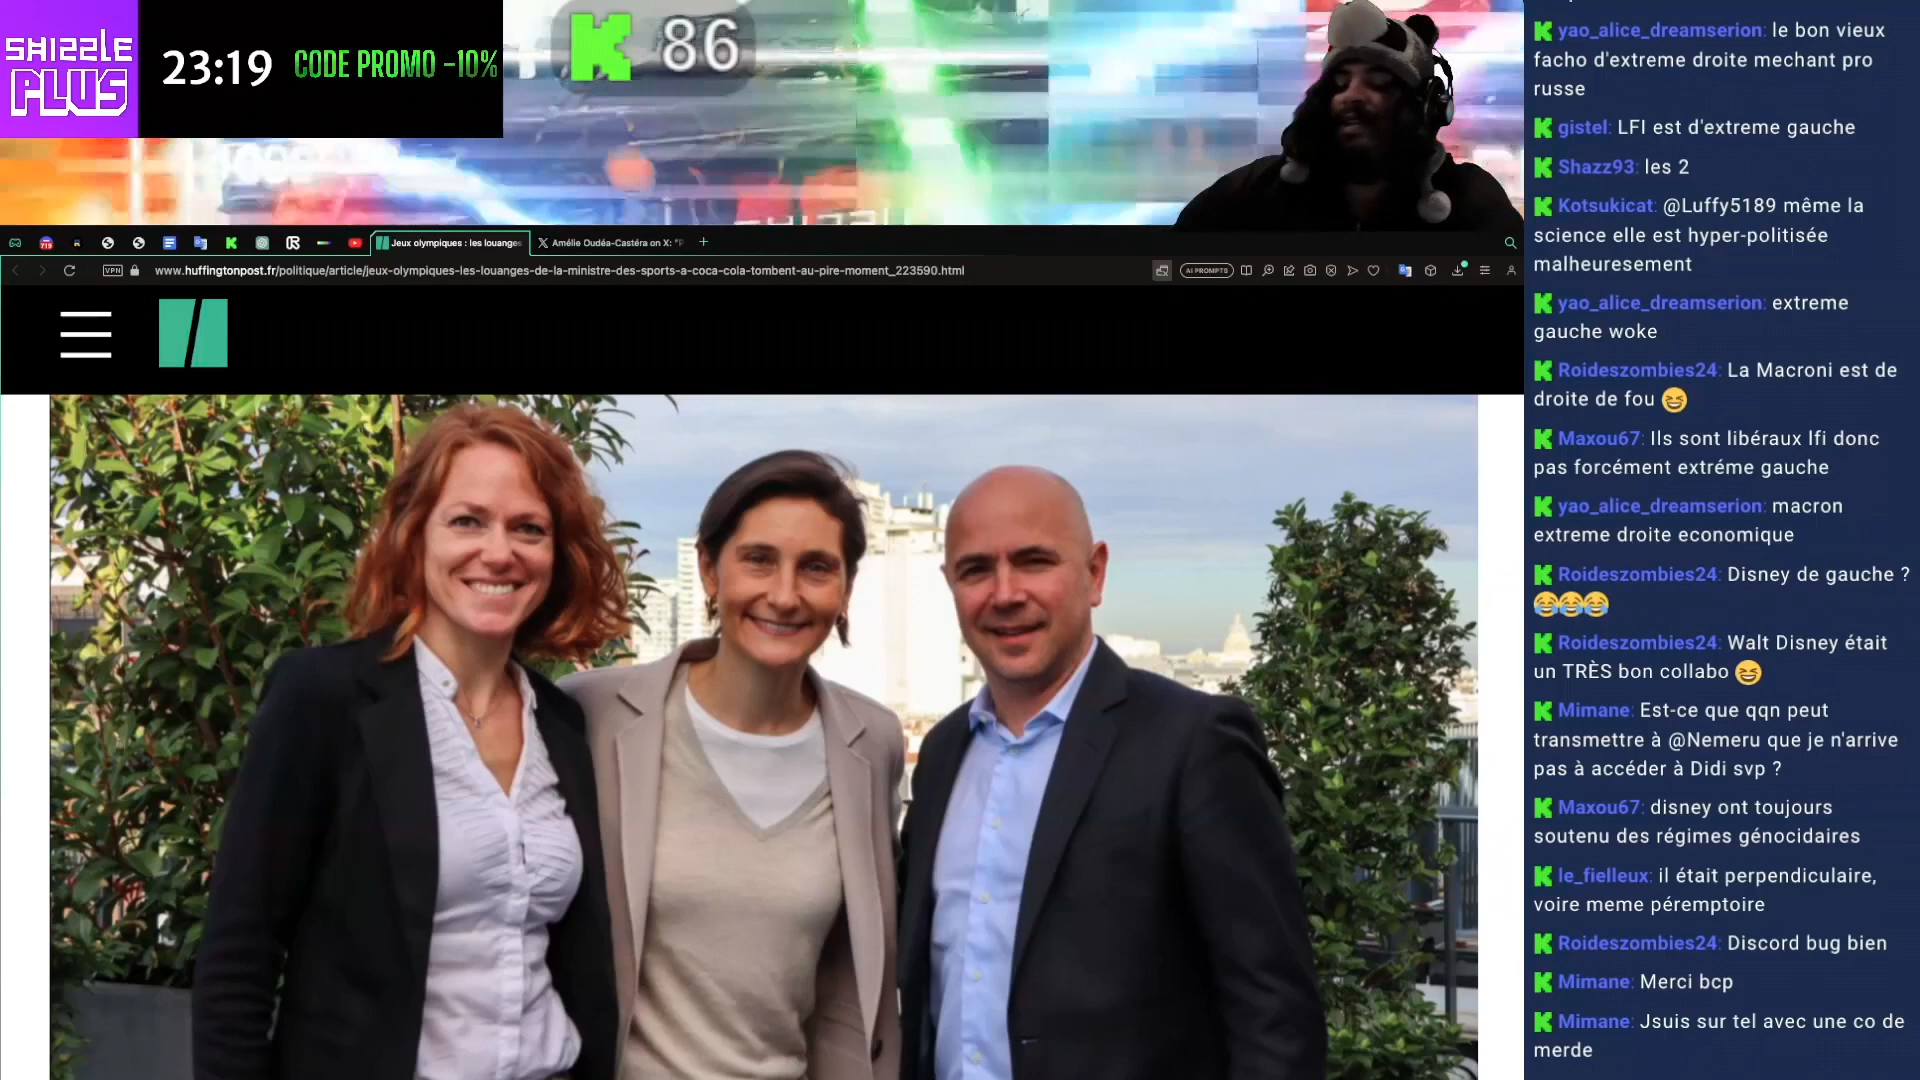 SHIZZLE
PLUS
23:19
CODE PROMO -10%
86
Jeux olympiques : les louanges
Amélie Oudéa-Castéra on X: "P
VPN
www.huffingtonpost.fr/politique/article/jeux-olympiques-les-louanges-de-la-ministre-des-sports-a-coca-cola-tombent-au-pire-moment_223590.html
AI PROMPTS
yao_alice_dreamserion: le bon vieux
facho d'extreme droite mechant pro
russe
gistel: LFI est d'extreme gauche
Shazz93: les 2
Kotsukicat: @Luffy5189 même la
science elle est hyper-politisée
malheuresement
yao_alice_dreamserion: extreme
gauche woke
Roideszombies24: La Macroni est de
droite de fou 😆
Maxou67: Ils sont libéraux lfi donc
pas forcément extréme gauche
yao_alice_dreamserion: macron
extreme droite economique
Roideszombies24: Disney de gauche ?
😂😂😂
Roideszombies24: Walt Disney était
un TRÈS bon collabo 😆
Mimane: Est-ce que qqn peut
transmettre à @Nemeru que je n'arrive
pas à accéder à Didi svp ?
Maxou67: disney ont toujours
soutenu des régimes génocidaires
le_fielleux: il était perpendiculaire,
voire meme péremptoire
Roideszombies24: Discord bug bien
Mimane: Merci bcp
Mimane: Jsuis sur tel avec une co de
merde